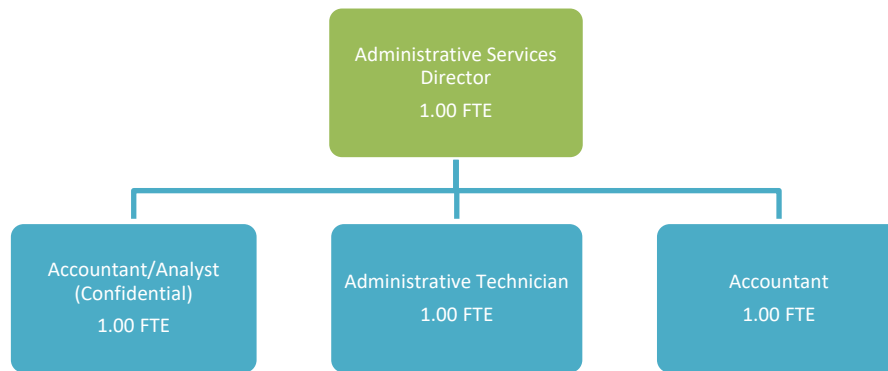 Administrative Services
Director
1.00 FTE
Accountant/Analyst
(Confidential)
1.00 FTE
Administrative Technician
1.00 FTE
Accountant
1.00 FTE